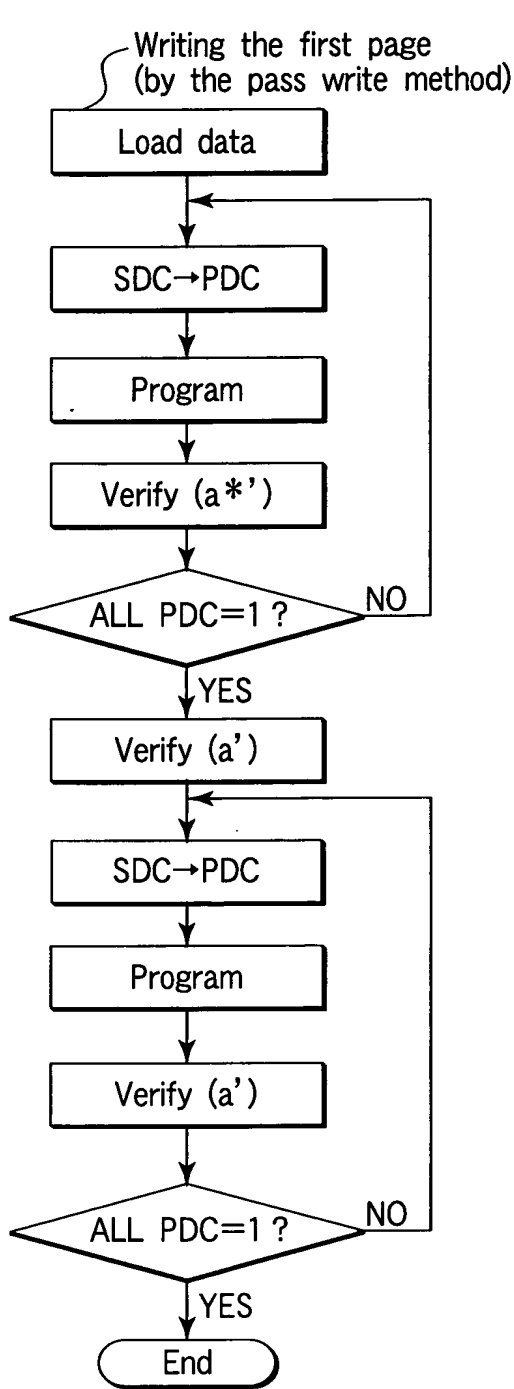 Writing the first page
(by the pass write method)
Load data
SDC→PDC
Program
Verify (a*’)
ALL PDC=1?
NO
YES
Verify (a’)
SDC→PDC
Program
Verify (a’)
ALL PDC=1?
NO
YES
End